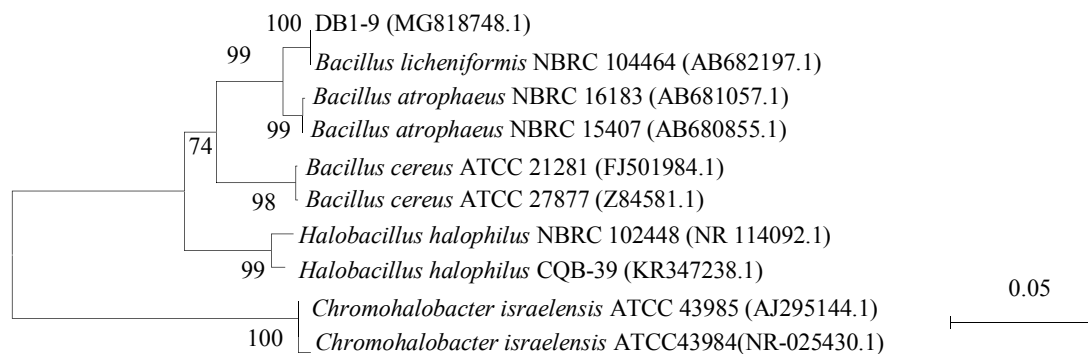 100 DB1-9 (MG818748.1)
99
Bacillus licheniformis NBRC 104464 (AB682197.1)
Bacillus atrophaeus NBRC 16183 (AB681057.1)
99 Bacillus atrophaeus NBRC 15407 (AB680855.1)
74
Bacillus cereus ATCC 21281 (FJ501984.1)
98 Bacillus cereus ATCC 27877 (Z84581.1)
Halobacillus halophilus NBRC 102448 (NR 114092.1)
99 Halobacillus halophilus CQB-39 (KR347238.1)
0.05
Chromohalobacter israelensis ATCC 43985 (AJ295144.1)
100 Chromohalobacter israelensis ATCC43984(NR-025430.1)